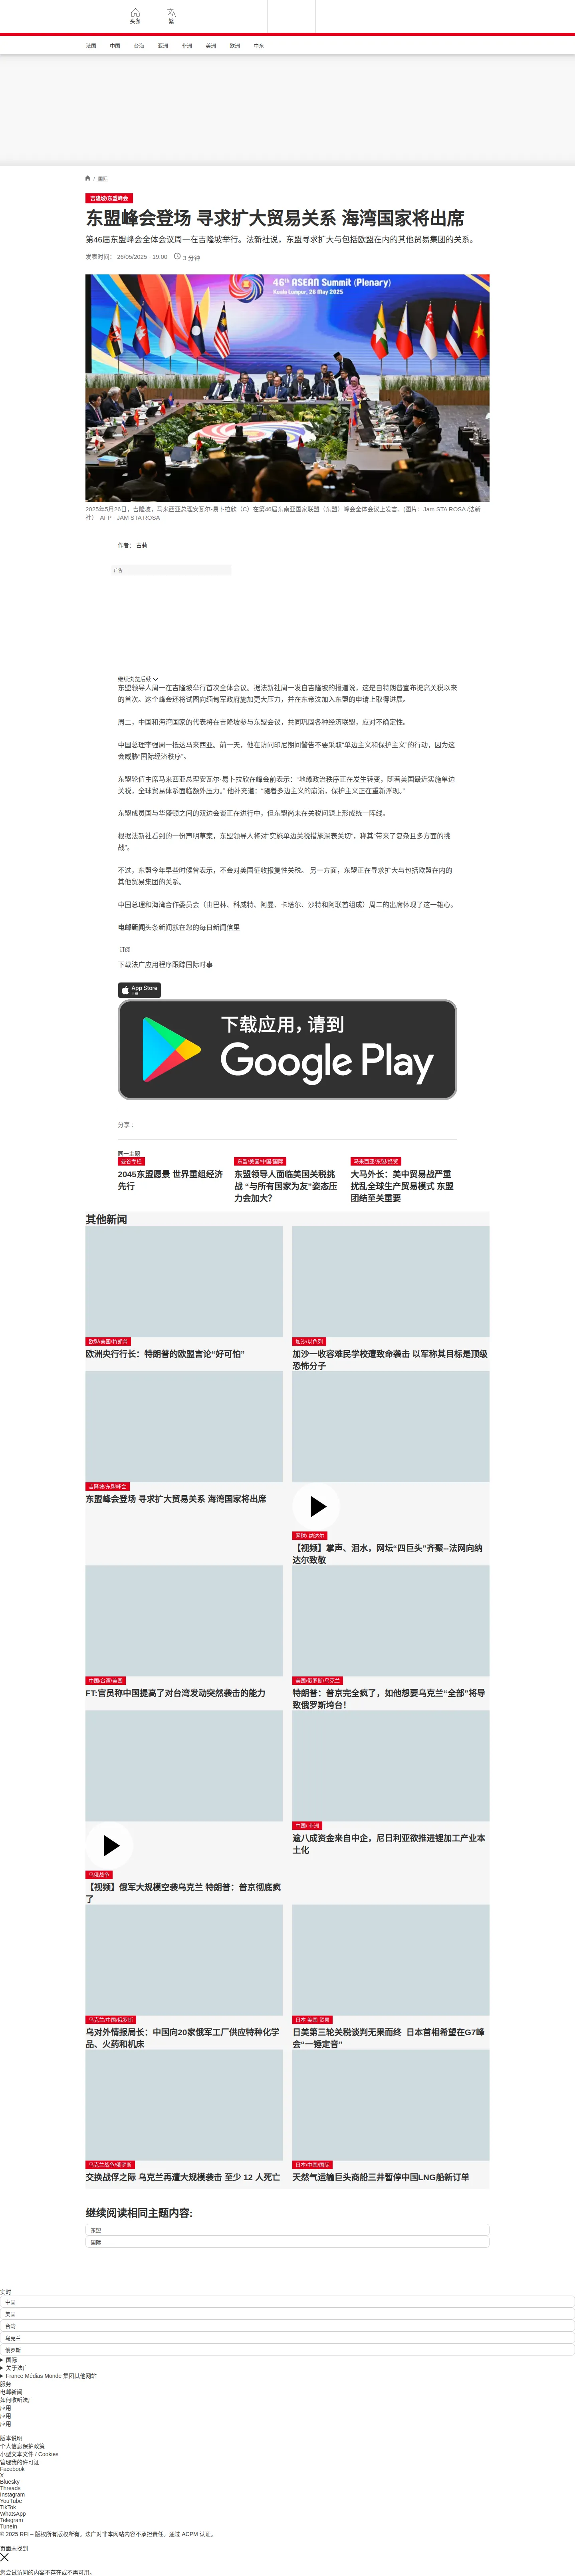 头条
繁
法国
中国
台海
亚洲
非洲
美洲
欧洲
中东
/ 国际
吉隆坡/东盟峰会
东盟峰会登场 寻求扩大贸易关系 海湾国家将出席
第46届东盟峰会全体会议周一在吉隆坡举行。法新社说，东盟寻求扩大与包括欧盟在内的其他贸易集团的关系。
发表时间： 26/05/2025 - 19:00
3 分钟
46th ASEAN Summit (Plenary)
Kuala Lumpur, 26 May 2025
2025年5月26日，吉隆坡，马来西亚总理安瓦尔·易卜拉欣（C）在第46届东南亚国家联盟（东盟）峰会全体会议上发言。(图片：Jam STA ROSA /法新
社） AFP - JAM STA ROSA
作者： 古莉
广告
继续浏览后续
东盟领导人周一在吉隆坡举行首次全体会议。据法新社周一发自吉隆坡的报道说，这是自特朗普宣布提高关税以来
的首次。这个峰会还将试图向缅甸军政府施加更大压力，并在东帝汶加入东盟的申请上取得进展。
周二，中国和海湾国家的代表将在吉隆坡参与东盟会议，共同巩固各种经济联盟，应对不确定性。
中国总理李强周一抵达马来西亚。前一天，他在访问印尼期间警告不要采取“单边主义和保护主义”的行动，因为这
会威胁“国际经济秩序”。
东盟轮值主席马来西亚总理安瓦尔·易卜拉欣在峰会前表示：“地缘政治秩序正在发生转变，随着美国最近实施单边
关税，全球贸易体系面临额外压力。” 他补充道：“随着多边主义的崩溃，保护主义正在重新浮现。”
东盟成员国与华盛顿之间的双边会谈正在进行中，但东盟尚未在关税问题上形成统一阵线。
根据法新社看到的一份声明草案，东盟领导人将对“实施单边关税措施深表关切”，称其“带来了复杂且多方面的挑
战”。
不过，东盟今年早些时候曾表示，不会对美国征收报复性关税。 另一方面，东盟正在寻求扩大与包括欧盟在内的
其他贸易集团的关系。
中国总理和海湾合作委员会（由巴林、科威特、阿曼、卡塔尔、沙特和阿联酋组成）周二的出席体现了这一雄心。
电邮新闻头条新闻就在您的每日新闻信里
订阅
下载法广应用程序跟踪国际时事
App Store
下载
下载应用，请到
Google Play
分享 :
同一主题
曼谷专栏
2045东盟愿景 世界重组经济
先行
东盟/美国/中国/国际
东盟领导人面临美国关税挑
战 “与所有国家为友”姿态压
力会加大？
马来西亚/东盟/经贸
大马外长：美中贸易战严重
扰乱全球生产贸易模式 东盟
团结至关重要
其他新闻
欧盟/美国/特朗普
欧洲央行行长：特朗普的欧盟言论“好可怕”
加沙/以色列
加沙一收容难民学校遭致命袭击 以军称其目标是顶级
恐怖分子
吉隆坡/东盟峰会
东盟峰会登场 寻求扩大贸易关系 海湾国家将出席
网球/ 纳达尔
【视频】掌声、泪水，网坛“四巨头”齐聚--法网向纳
达尔致敬
中国/台湾/美国
FT:官员称中国提高了对台湾发动突然袭击的能力
美国/俄罗斯/乌克兰
特朗普：普京完全疯了，如他想要乌克兰“全部”将导
致俄罗斯垮台！
乌俄战争
【视频】俄军大规模空袭乌克兰 特朗普：普京彻底疯
了
中国/ 非洲
逾八成资金来自中企，尼日利亚欲推进锂加工产业本
土化
乌克兰/中国/俄罗斯
乌对外情报局长：中国向20家俄军工厂供应特种化学
品、火药和机床
日本 美国 贸易
日美第三轮关税谈判无果而终 日本首相希望在G7峰
会“一锤定音”
乌克兰战争/俄罗斯
交换战俘之际 乌克兰再遭大规模袭击 至少 12 人死亡
日本/中国/国际
天然气运输巨头商船三井暂停中国LNG船新订单
继续阅读相同主题内容:
东盟
国际
实时
中国
美国
台湾
乌克兰
俄罗斯
国际
关于法广
France Médias Monde 集团其他网站
服务
电邮新闻
如何收听法广
应用
应用
应用
版本说明
个人信息保护政策
小型文本文件 / Cookies
管理我的许可证
Facebook
X
Bluesky
Threads
Instagram
YouTube
TikTok
WhatsApp
Telegram
TuneIn
© 2025 RFI – 版权所有版权所有。法广对非本网站内容不承担责任。通过 ACPM 认证。
页面未找到
您尝试访问的内容不存在或不再可用。